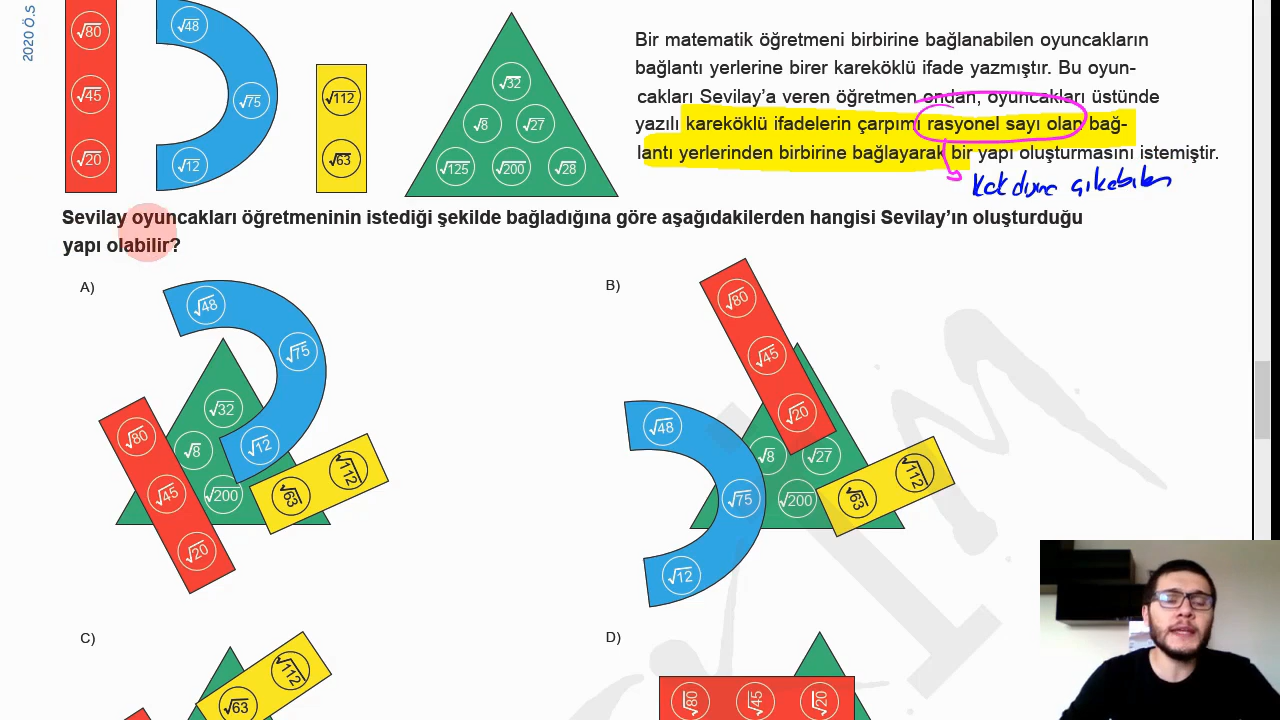 2020 Ö.S
√80
√45
√20
√48
√75
√12
√112
√63
√32
√8 √27
√125 √200 √28
Bir matematik öğretmeni birbirine bağlanabilen oyuncakların
bağlantı yerlerine birer kareköklü ifade yazmıştır. Bu oyun-
cakları Sevilay’a veren öğretmen ondan, oyuncakları üstünde
yazılı kareköklü ifadelerin çarpımı rasyonel sayı olan bağ-
lantı yerlerinden birbirine bağlayarak bir yapı oluşturmasını istemiştir.
Sevilay oyuncakları öğretmeninin istediği şekilde bağladığına göre aşağıdakilerden hangisi Sevilay’ın oluşturduğu
yapı olabilir?
A)
√48
√75
√12
√32
√8
√200
√80
√45
√20
√63
√112
B)
√80
√45
√20
√48
√75
√12
√8 √27
√200
√63
√112
C)
√112
√63
D)
√80 √45 √20